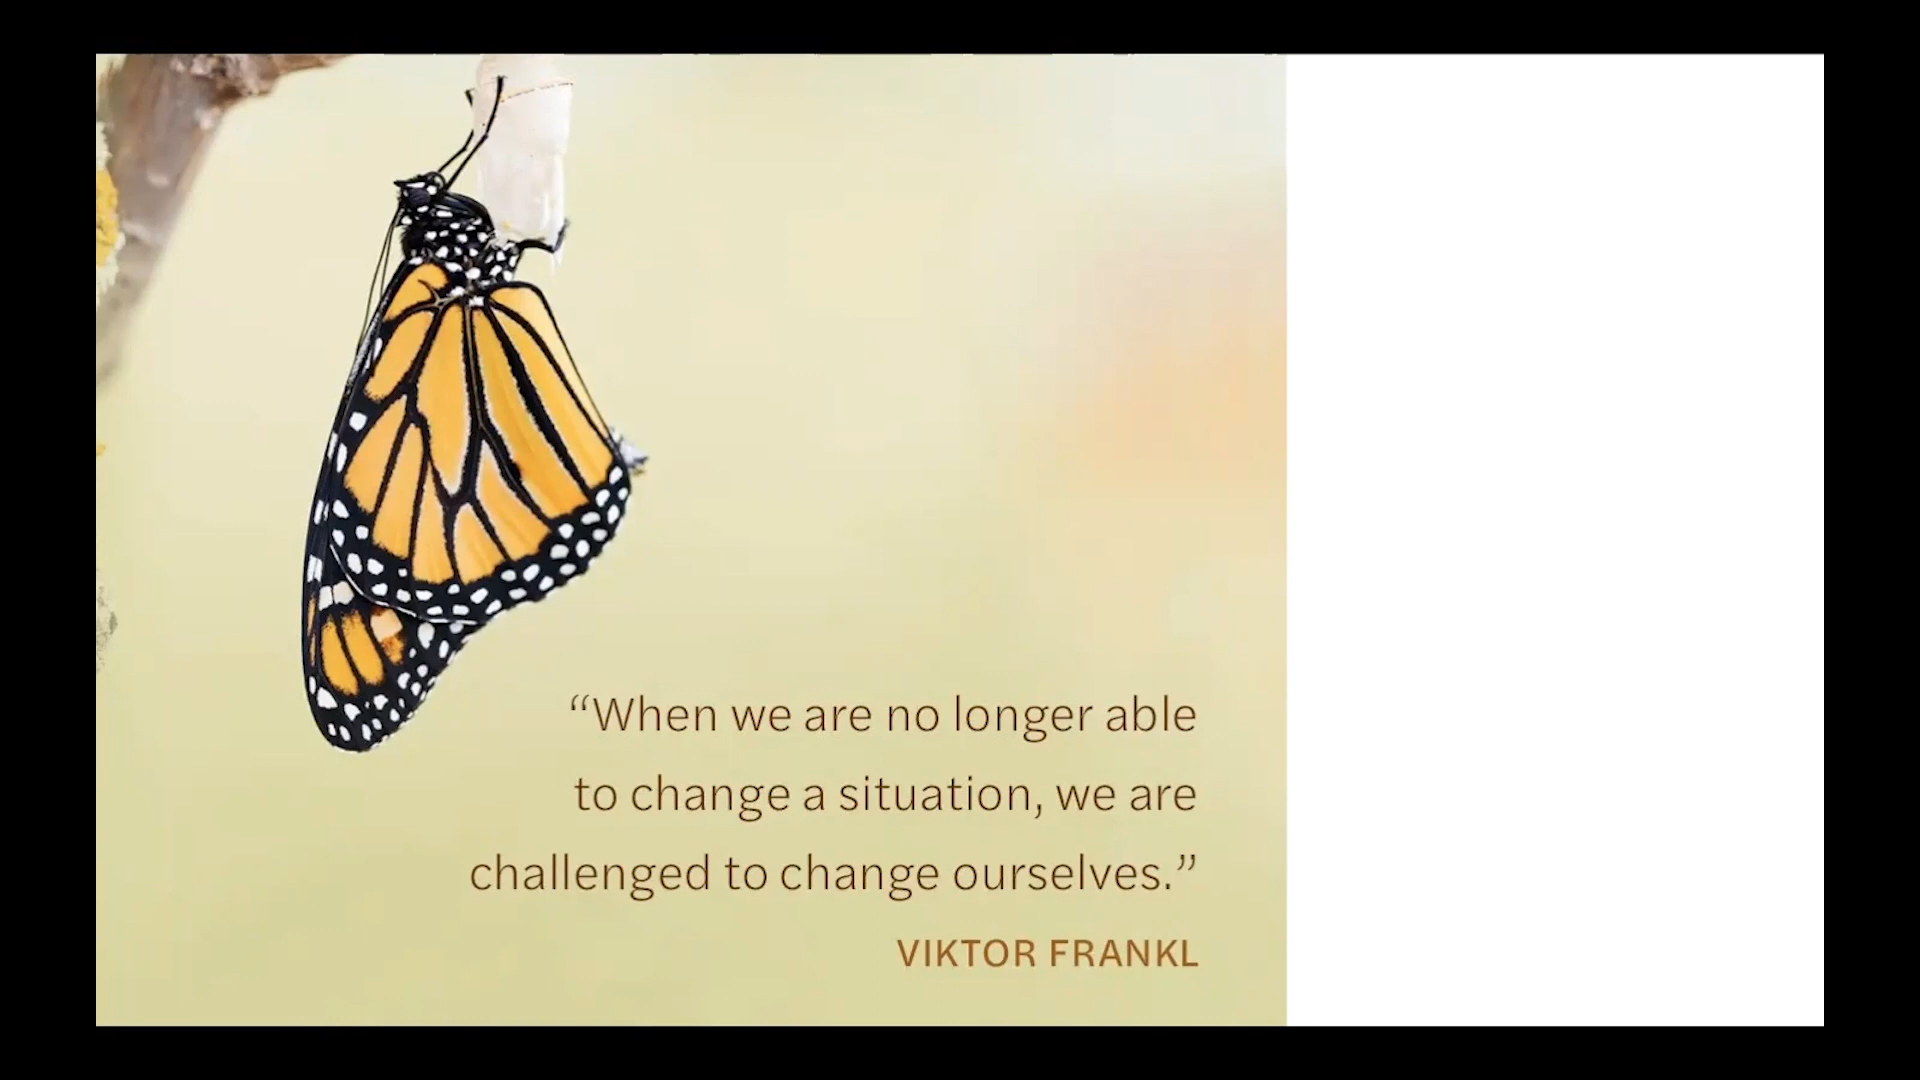 “When we are no longer able
to change a situation, we are
challenged to change ourselves.”
VIKTOR FRANKL